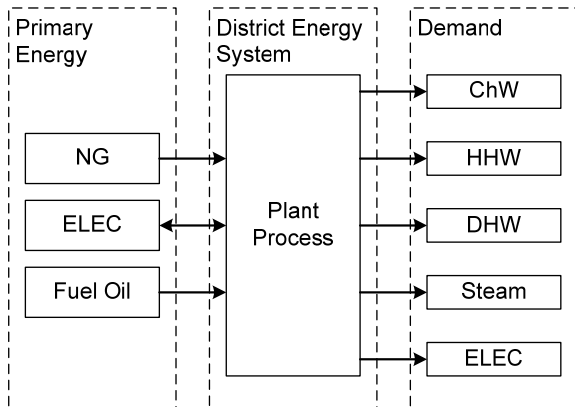 Primary
Energy
NG
ELEC
Fuel Oil
District Energy
System
Plant
Process
Demand
ChW
HHW
DHW
Steam
ELEC